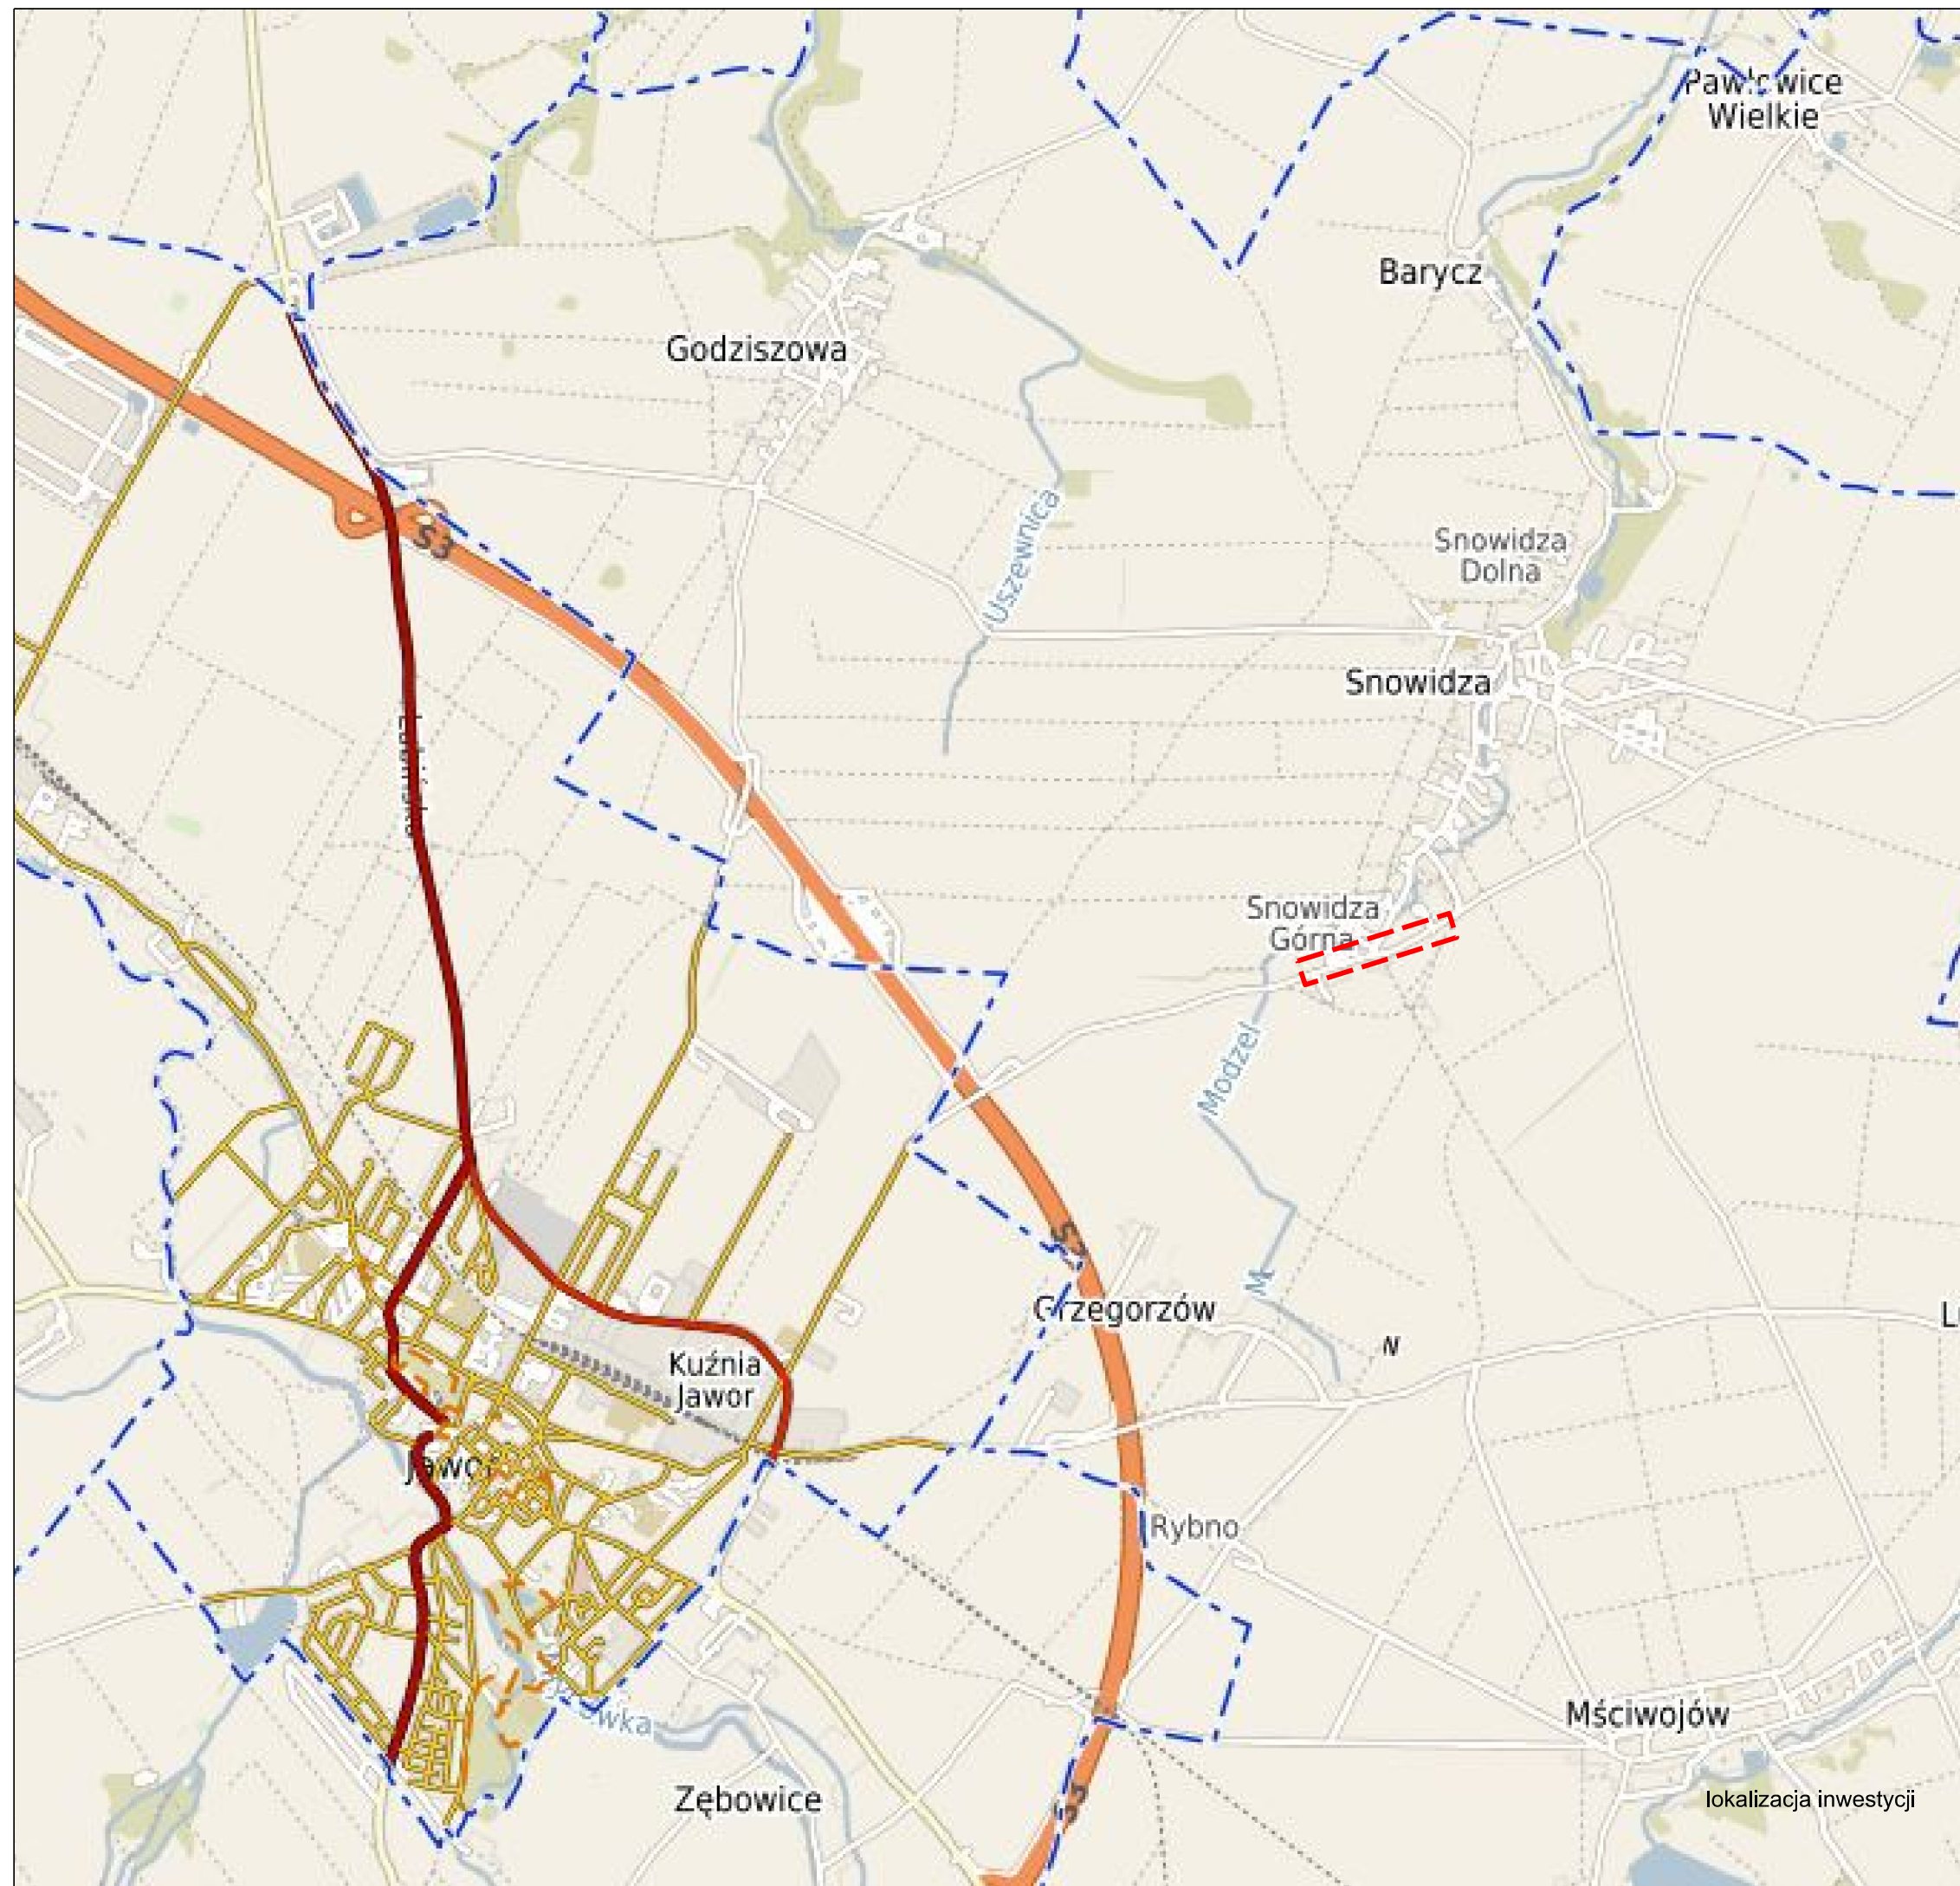 Wielkie
Barycz
Godziszowa
S3
Uszewnica
Snowidza
Dolna
Snowidza
Snowidza
Górna
Modzel
S3
Grzegorzów
M
N
Kuźnia
Jawor
Jawor
Rybno
Mściwojów
Zębowice
lokalizacja inwestycji
S3